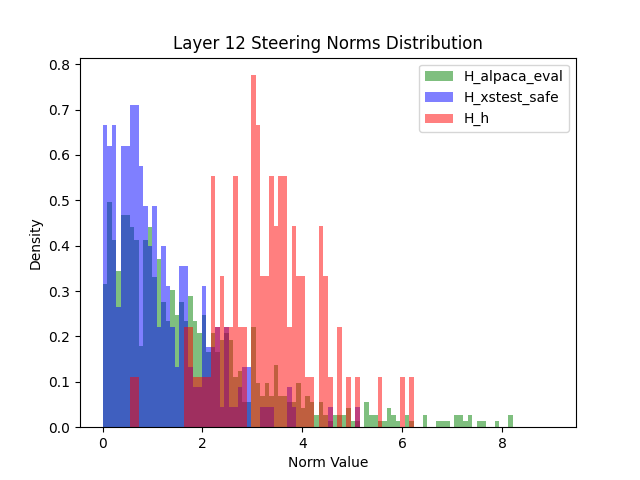 Layer 12 Steering Norms Distribution
H_alpaca_eval
H_xstest_safe
H_h
Density
0.8
0.7
0.6
0.5
0.4
0.3
0.2
0.1
0.0
0 2 4 6 8
Norm Value